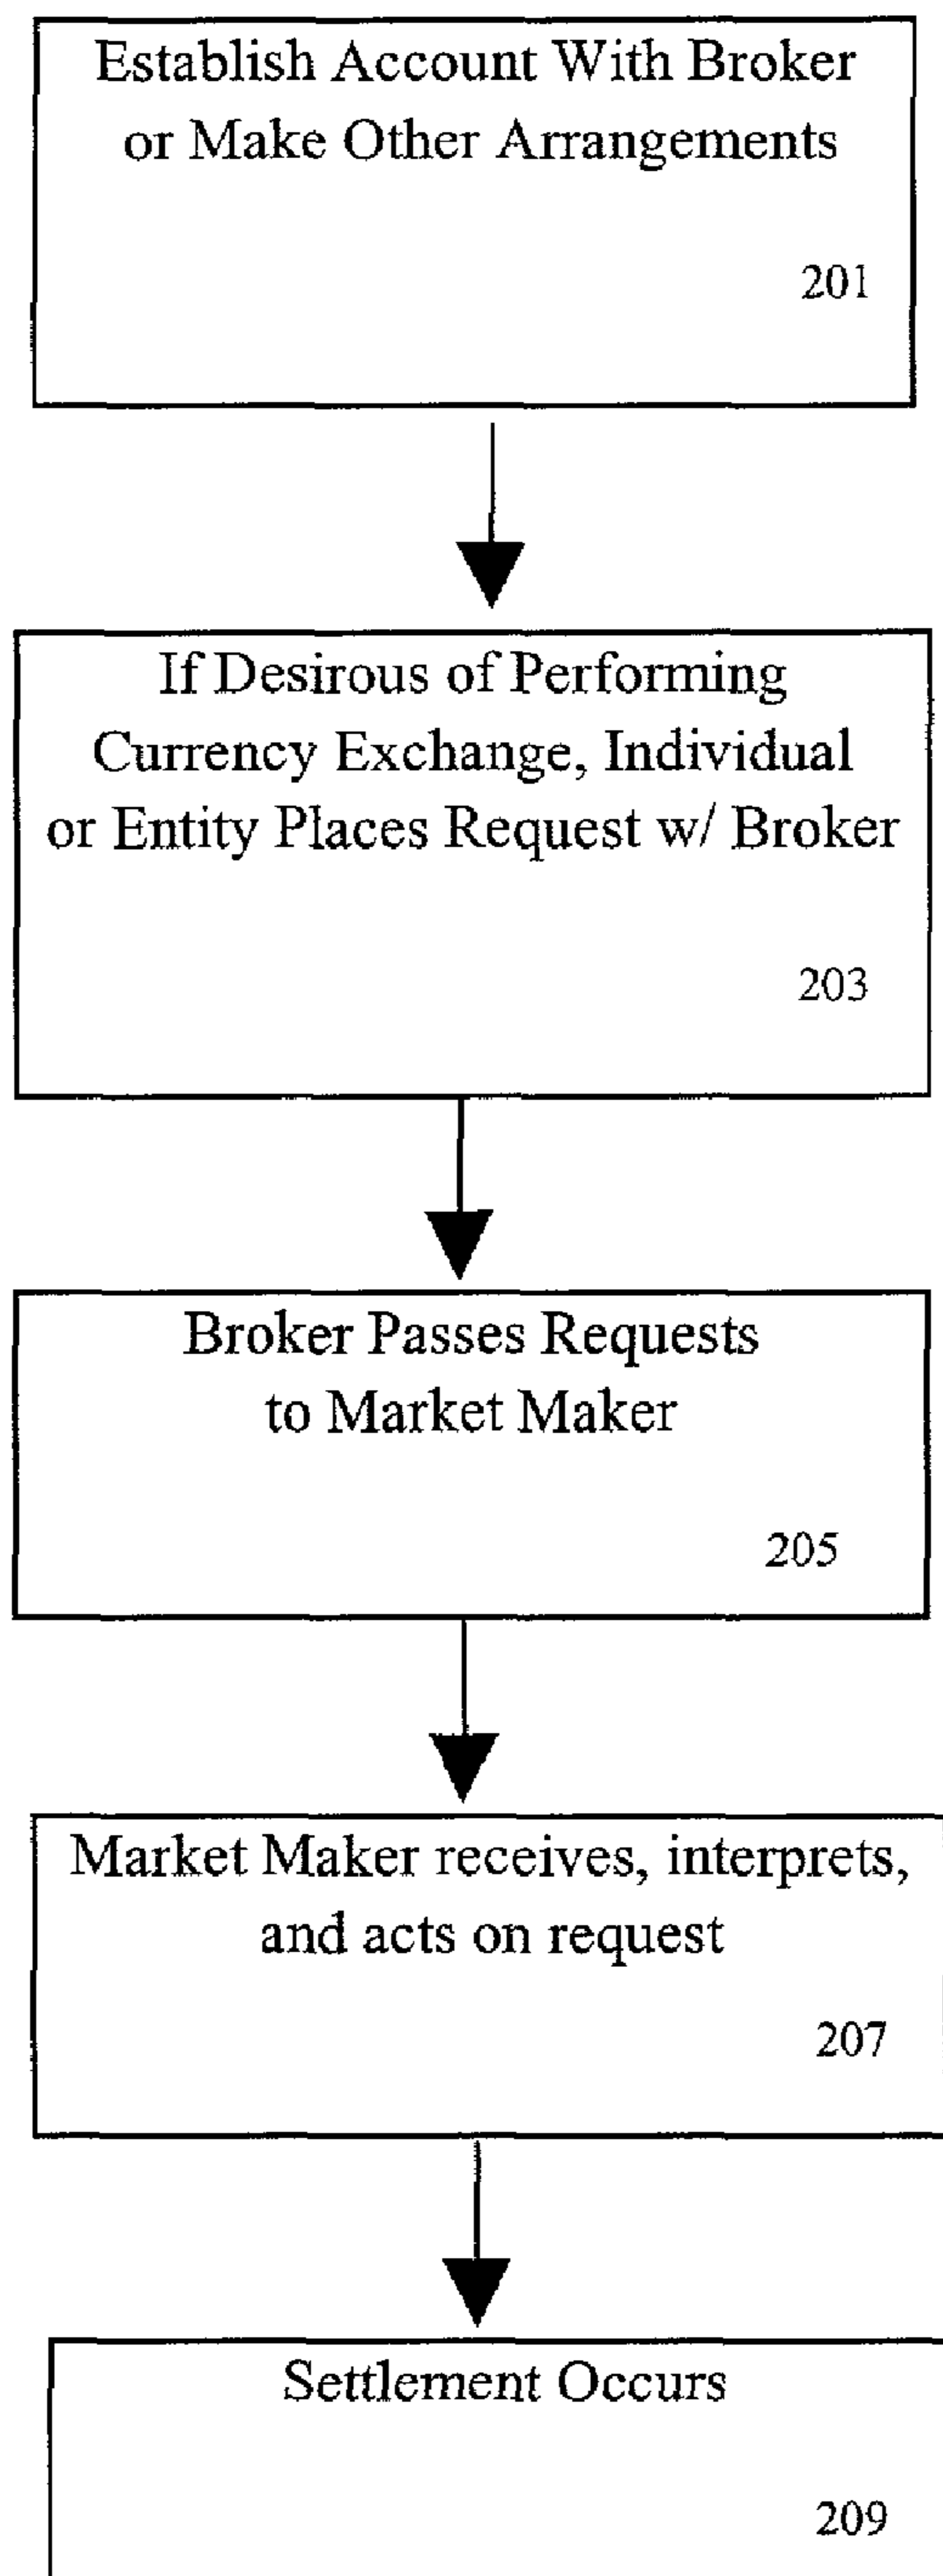 Establish Account With Broker
or Make Other Arrangements
201
If Desirous of Performing
Currency Exchange, Individual
or Entity Places Request w/ Broker
203
Broker Passes Requests
to Market Maker
205
Market Maker receives, interprets,
and acts on request
207
Settlement Occurs
209